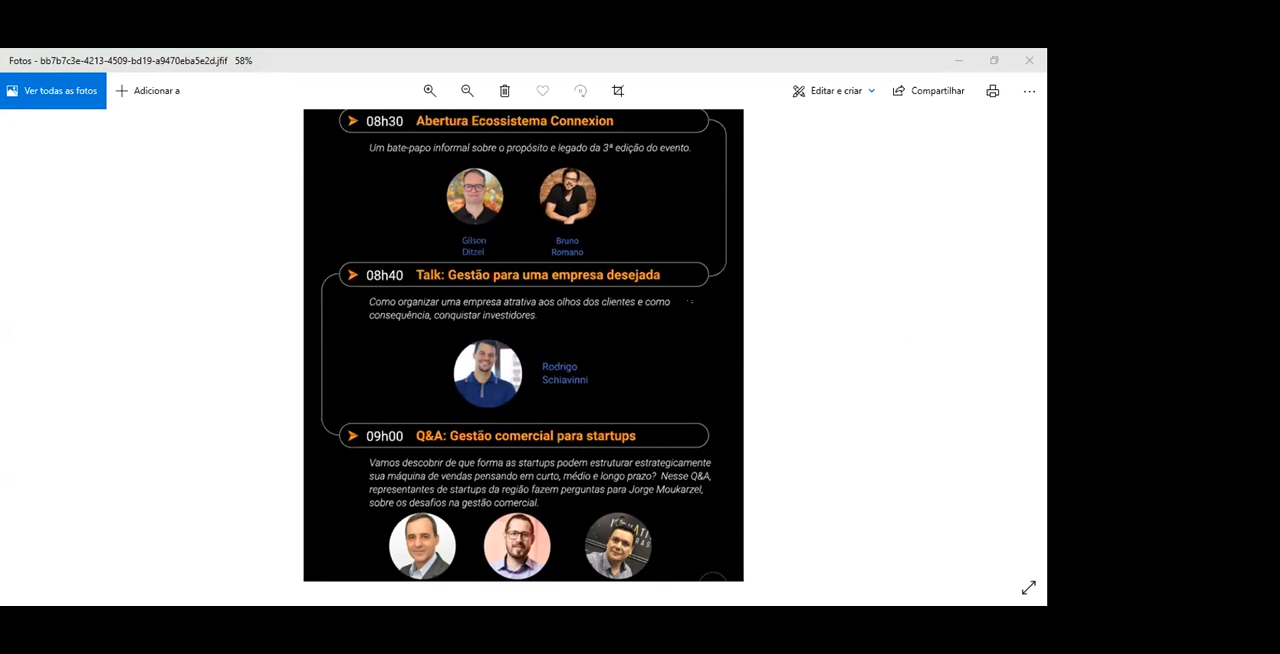 Fotos - bb7b7c3e-4213-4509-bd19-a9470eba5e2d.jfif 58%
Ver todas as fotos
Adicionar a
Editar e criar
Compartilhar
08h30 Abertura Ecossistema Connexion
Um bate-papo informal sobre o propósito e legado da 3ª edição do evento.
Gilson
Ditzel
Bruno
Romano
08h40 Talk: Gestão para uma empresa desejada
Como organizar uma empresa atrativa aos olhos dos clientes e como
consequência, conquistar investidores.
Rodrigo
Schiavinni
09h00 Q&A: Gestão comercial para startups
Vamos descobrir de que forma as startups podem estruturar estrategicamente
sua máquina de vendas pensando em curto, médio e longo prazo? Nesse Q&A,
representantes de startups da região fazem perguntas para Jorge Moukarzel,
sobre os desafios na gestão comercial.